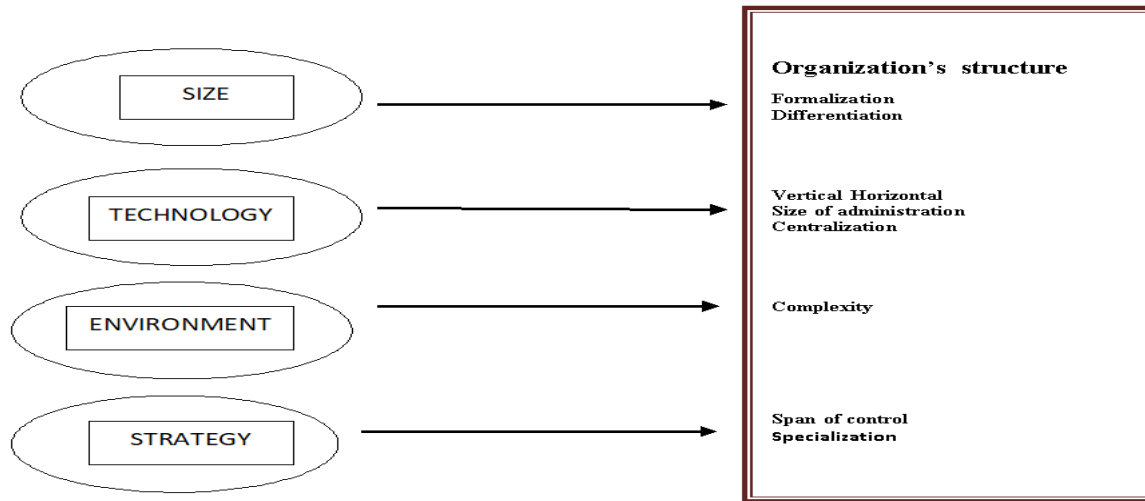 SIZE
TECHNOLOGY
ENVIRONMENT
STRATEGY
Organization's structure
Formalization
Differentiation
Vertical Horizontal
Size of administration
Centralization
Complexity
Span of control
Specialization